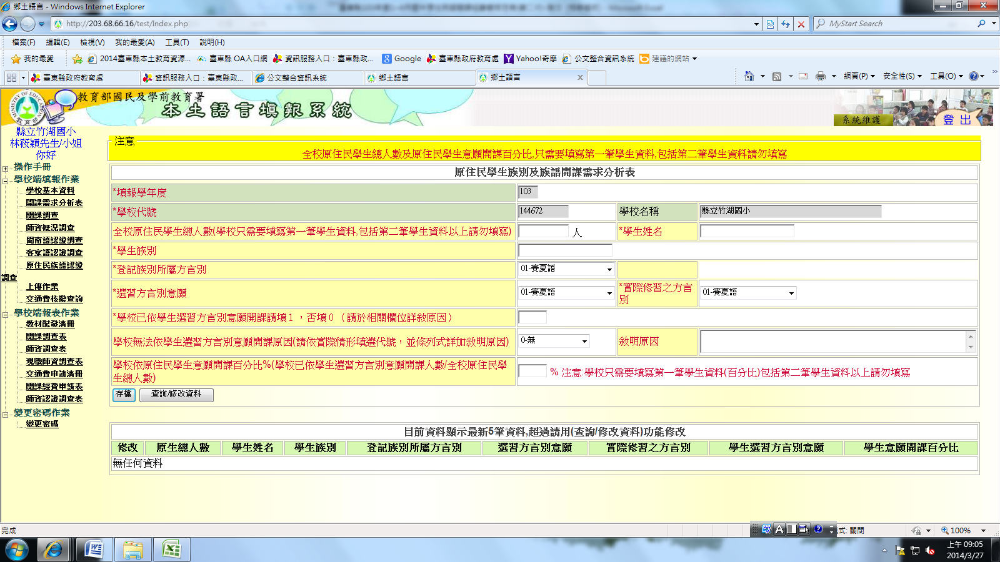 鄉土語言 - Windows Internet Explorer
http://203.68.66.16/test/Index.php
MyStart Search
檔案(F) 編輯(E) 檢視(V) 我的最愛(A) 工具(T) 說明(H)
我的最愛 2014臺東縣本土教育資源... 臺東縣 OA入口網 資訊服務入口：臺東縣政... Google 臺東縣政府教育處 Yahoo!奇摩 公文整合資訊系統 建議的網站
臺東縣政府教育處 資訊服務入口：臺東縣政... 公文整合資訊系統 鄉土語言 鄉土語言 網頁(P) 安全性(S) 工具(O)
MINISTRY OF EDUCATION
教育部
教育部國民及學前教育署
本土語言填報系統
系統維護
登出
縣立竹湖國小
林筱穎先生/小姐
你好
操作手冊
學校端填報作業
學校基本資料
開課需求分析表
開課調查
師資概況調查
閩南語認證調查
客家語認證調查
原住民族語認證
調查
上傳作業
交通費核撥查詢
學校端報表作業
教材配發清冊
開課調查表
師資調查表
現職師資調查表
交通費申請清冊
開課經費申請表
師資認證調查表
變更密碼作業
變更密碼
注意
全校原住民學生總人數及原住民學生意願開課百分比,只需要填寫第一筆學生資料,包括第二筆學生資料請勿填寫
原住民學生族別及族語開課需求分析表
*填報學年度 103
*學校代號 144672 學校名稱 縣立竹湖國小
全校原住民學生總人數(學校只需要填寫第一筆學生資料,包括第二筆學生資料以上請勿填寫) 人 *學生姓名
*學生族別
*登記族別所屬方言別 01-賽夏語
*選習方言別意願 01-賽夏語 *實際修習之方言別 01-賽夏語
*學校已依學生選習方言別意願開課請填１，否填０（請於相關欄位詳敘原因）
學校無法依學生選習方言別意願開課原因(請依實際情形填選代號，並條列式詳加敘明原因) 0-無 敘明原因
學校依原住民學生意願開課百分比%(學校已依學生選習方言別意願開課人數/全校原住民學
生總人數) % 注意:學校只需要填寫第一筆學生資料(百分比)包括第二筆學生資料以上請勿填寫
存檔 查詢/修改資料
目前資料顯示最新5筆資料,超過請用(查詢/修改資料)功能修改
修改 原生總人數 學生姓名 學生族別 登記族別所屬方言別 選習方言別意願 實際修習之方言別 學生選習方言別意願 學生意願開課百分比
無任何資料
完成
式: 關閉
100%
上午 09:05
2014/3/27